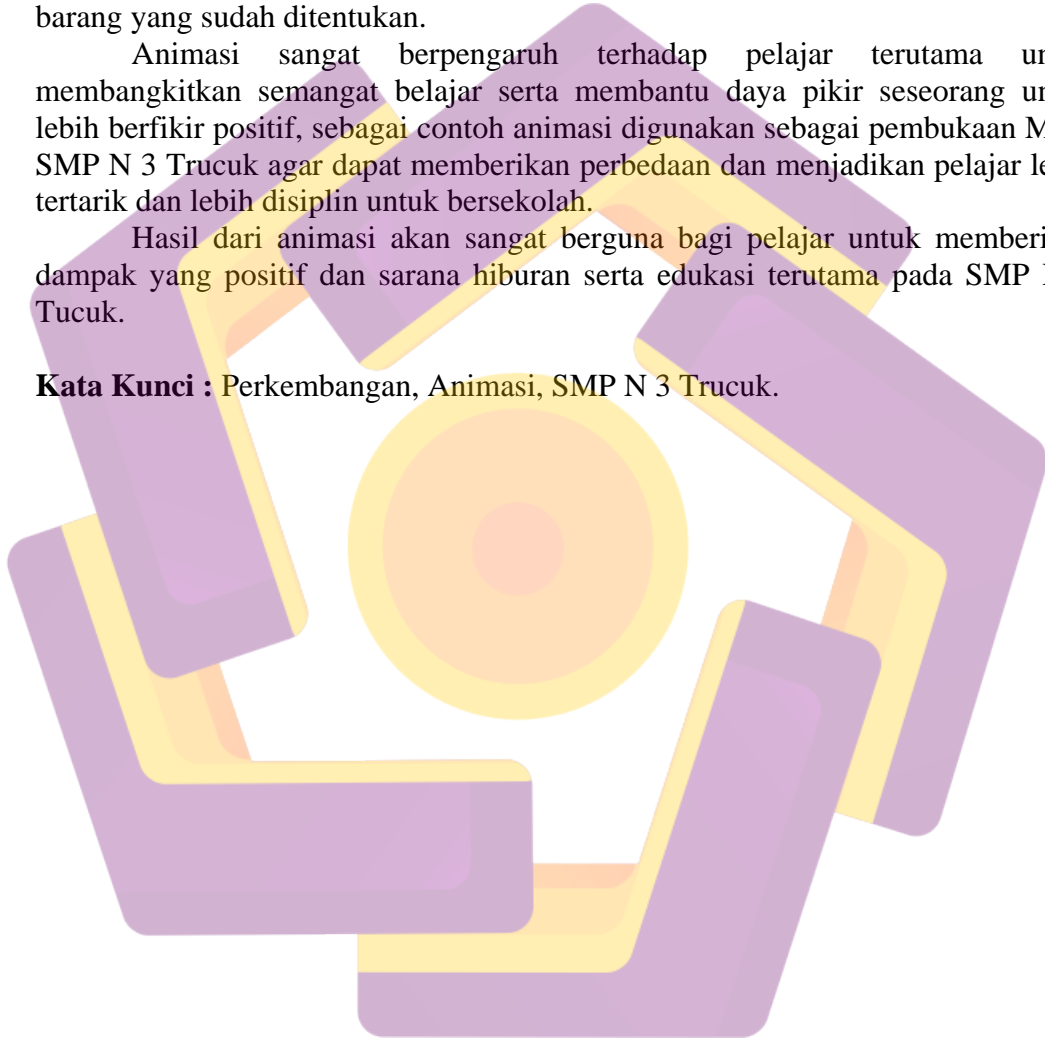 barang yang sudah ditentukan.
Animasi sangat berpengaruh terhadap pelajar terutama un
membangkitkan semangat belajar serta membantu daya pikir seseorang un
lebih berfikir positif, sebagai contoh animasi digunakan sebagai pembukaan M
SMP N 3 Trucuk agar dapat memberikan perbedaan dan menjadikan pelajar le
tertarik dan lebih disiplin untuk bersekolah.
Hasil dari animasi akan sangat berguna bagi pelajar untuk memberi
dampak yang positif dan sarana hiburan serta edukasi terutama pada SMP
Tucuk.
Kata Kunci : Perkembangan, Animasi, SMP N 3 Trucuk.